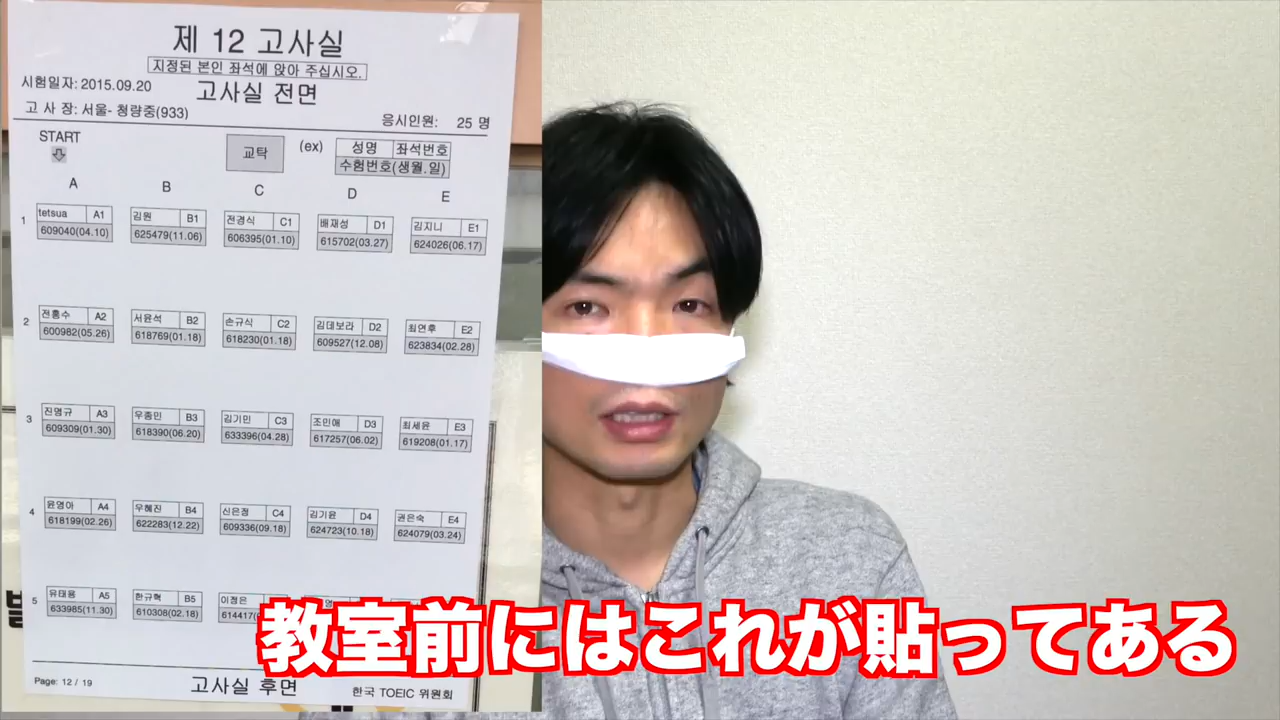 제 12 고사실
지정된 본인 좌석에 앉아 주십시오.
시험일자: 2015.09.20
고사실 전면
고 사 장: 서울- 청량중(933)
응시인원: 25 명
START
교탁
(ex)
성명 좌석번호
수험번호(생월.일)
A B C D E
1
tetsua A1 김원 B1 전경식 C1 배재성 D1 김지니 E1
609040(04.10) 625479(11.06) 606395(01.10) 615702(03.27) 624026(06.17)
2
전흥수 A2 서윤석 B2 손규식 C2 김데보라 D2 최연후 E2
600982(05.26) 618769(01.18) 618230(01.18) 609527(12.08) 623834(02.28)
3
진영규 A3 우종민 B3 김기민 C3 조민애 D3 최세윤 E3
609309(01.30) 618390(06.20) 633396(04.28) 617257(06.02) 619208(01.17)
4
윤영아 A4 우혜진 B4 신은정 C4 김기윤 D4 권은숙 E4
618199(02.26) 622283(12.22) 609336(09.18) 624723(10.18) 624079(03.24)
5
유태용 A5 한규혁 B5 이정은
633985(11.30) 610308(02.18) 614417(
教室前にはこれが貼ってある
Page: 12 / 19
고사실 후면
한국 TOEIC 위원회